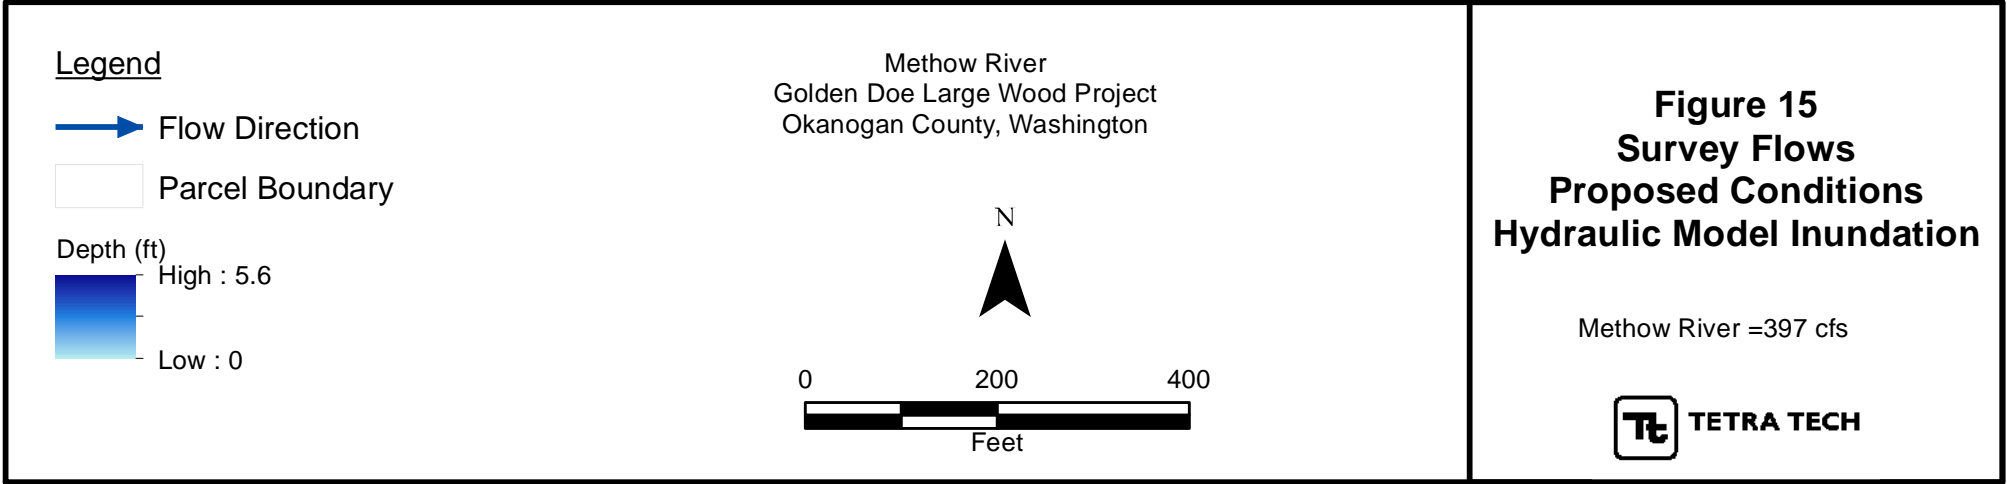 Legend
Flow Direction
Parcel Boundary
Depth (ft)
High : 5.6
Low : 0
Methow River
Golden Doe Large Wood Project
Okanogan County, Washington
N
0 200 400
Feet
Figure 15
Survey Flows
Proposed Conditions
Hydraulic Model Inundation
Methow River =397 cfs
Tt TETRA TECH